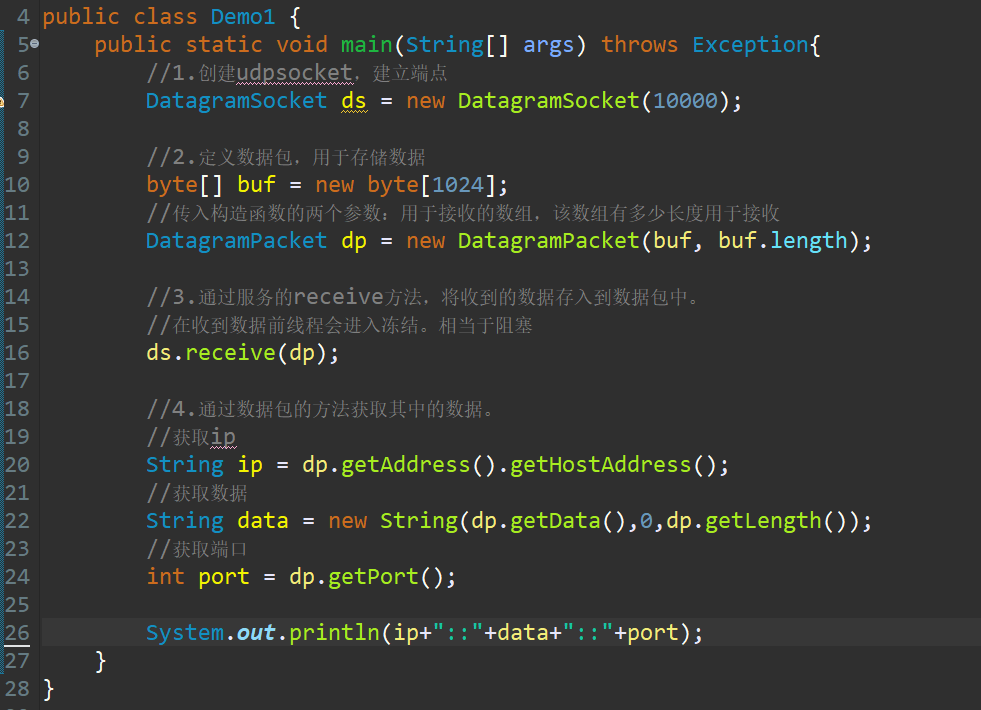 4 public class Demo1 {
5 public static void main(String[] args) throws Exception{
6 //1.创建udpsocket，建立端点
7 DatagramSocket ds = new DatagramSocket(10000);
8
9 //2.定义数据包，用于存储数据
10 byte[] buf = new byte[1024];
11 //传入构造函数的两个参数：用于接收的数组，该数组有多少长度用于接收
12 DatagramPacket dp = new DatagramPacket(buf, buf.length);
13
14 //3.通过服务的receive方法，将收到的数据存入到数据包中。
15 //在收到数据前线程会进入冻结。相当于阻塞
16 ds.receive(dp);
17
18 //4.通过数据包的方法获取其中的数据。
19 //获取ip
20 String ip = dp.getAddress().getHostAddress();
21 //获取数据
22 String data = new String(dp.getData(),0,dp.getLength());
23 //获取端口
24 int port = dp.getPort();
25
26 System.out.println(ip+"::"+data+"::"+port);
27 }
28 }